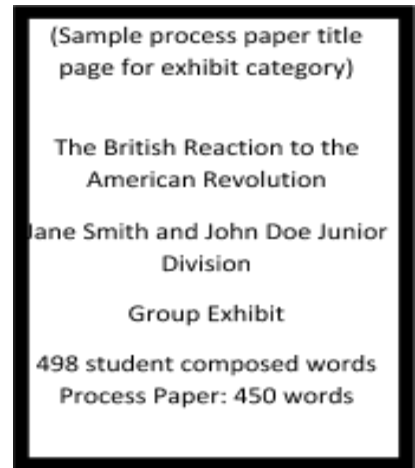 (Sample process paper title
page for exhibit category)
The British Reaction to the
American Revolution
Jane Smith and John Doe Junior
Division
Group Exhibit
498 student composed words
Process Paper: 450 words